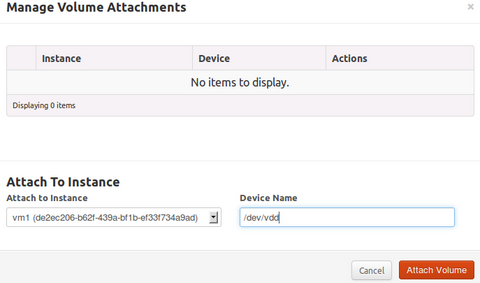 Manage Volume Attachments
×
Instance Device Actions
No items to display.
Displaying 0 items
Attach To Instance
Attach to Instance Device Name
vm1 (de2ec206-b62f-439a-bf1b-ef33f734a9ad) /dev/vdd
Cancel Attach Volume